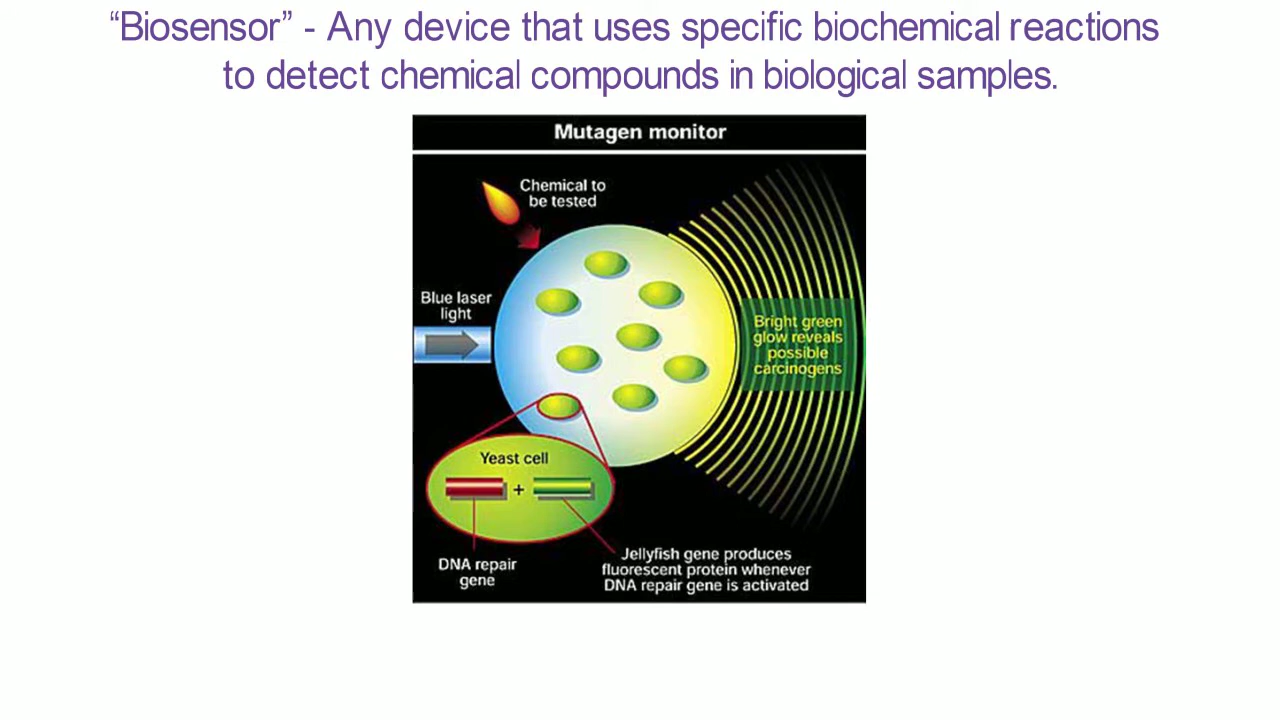 “Biosensor” - Any device that uses specific biochemical reactions
to detect chemical compounds in biological samples.
Mutagen monitor
Chemical to
be tested
Blue laser
light
Bright green
glow reveals
possible
carcinogens
Yeast cell
+
DNA repair
gene
Jellyfish gene produces
fluorescent protein whenever
DNA repair gene is activated